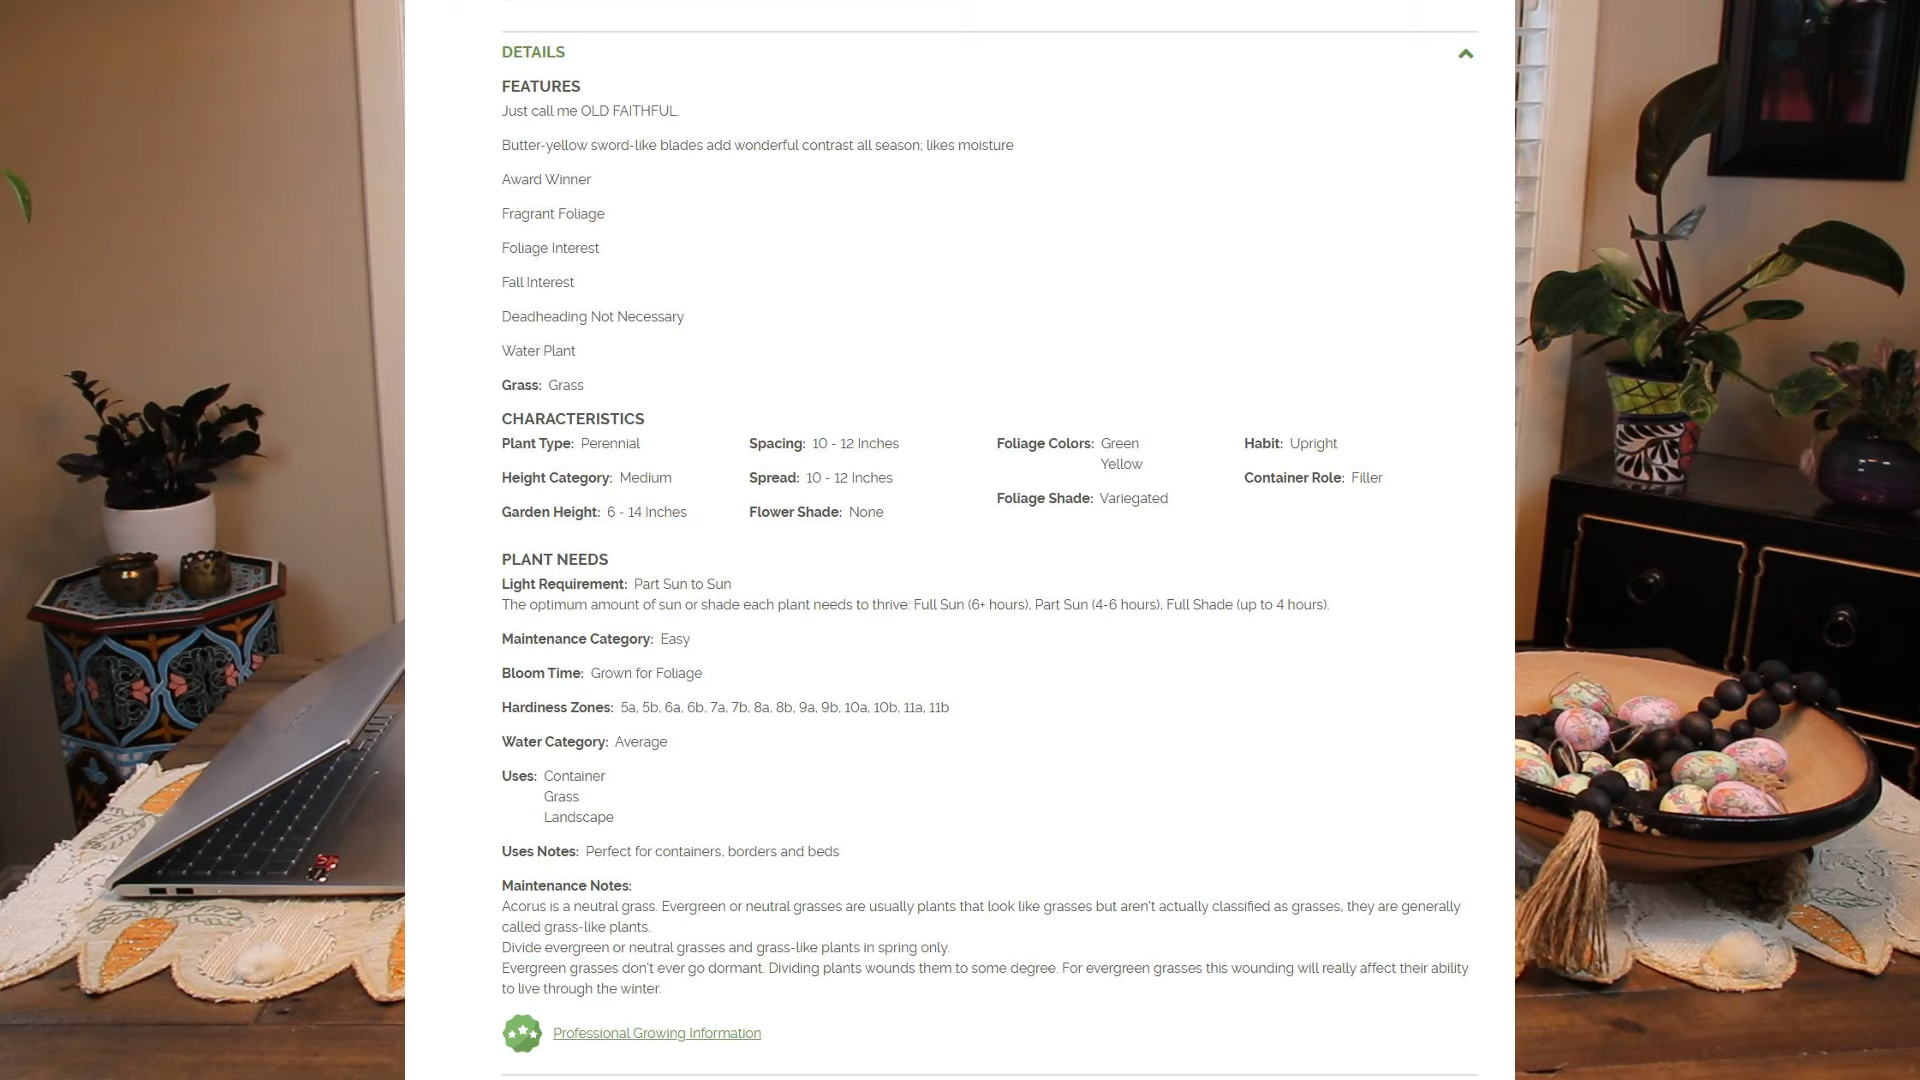 DETAILS
FEATURES
Just call me OLD FAITHFUL.
Butter-yellow sword-like blades add wonderful contrast all season; likes moisture
Award Winner
Fragrant Foliage
Foliage Interest
Fall Interest
Deadheading Not Necessary
Water Plant
Grass: Grass
CHARACTERISTICS
Plant Type: Perennial
Height Category: Medium
Garden Height: 6 - 14 Inches
Spacing: 10 - 12 Inches
Spread: 10 - 12 Inches
Flower Shade: None
Foliage Colors: Green
Yellow
Foliage Shade: Variegated
Habit: Upright
Container Role: Filler
PLANT NEEDS
Light Requirement: Part Sun to Sun
The optimum amount of sun or shade each plant needs to thrive: Full Sun (6+ hours), Part Sun (4-6 hours), Full Shade (up to 4 hours).
Maintenance Category: Easy
Bloom Time: Grown for Foliage
Hardiness Zones: 5a, 5b, 6a, 6b, 7a, 7b, 8a, 8b, 9a, 9b, 10a, 10b, 11a, 11b
Water Category: Average
Uses: Container
Grass
Landscape
Uses Notes: Perfect for containers, borders and beds
Maintenance Notes:
Acorus is a neutral grass. Evergreen or neutral grasses are usually plants that look like grasses but aren't actually classified as grasses, they are generally
called grass-like plants.
Divide evergreen or neutral grasses and grass-like plants in spring only.
Evergreen grasses don't ever go dormant. Dividing plants wounds them to some degree. For evergreen grasses this wounding will really affect their ability
to live through the winter.
Professional Growing Information